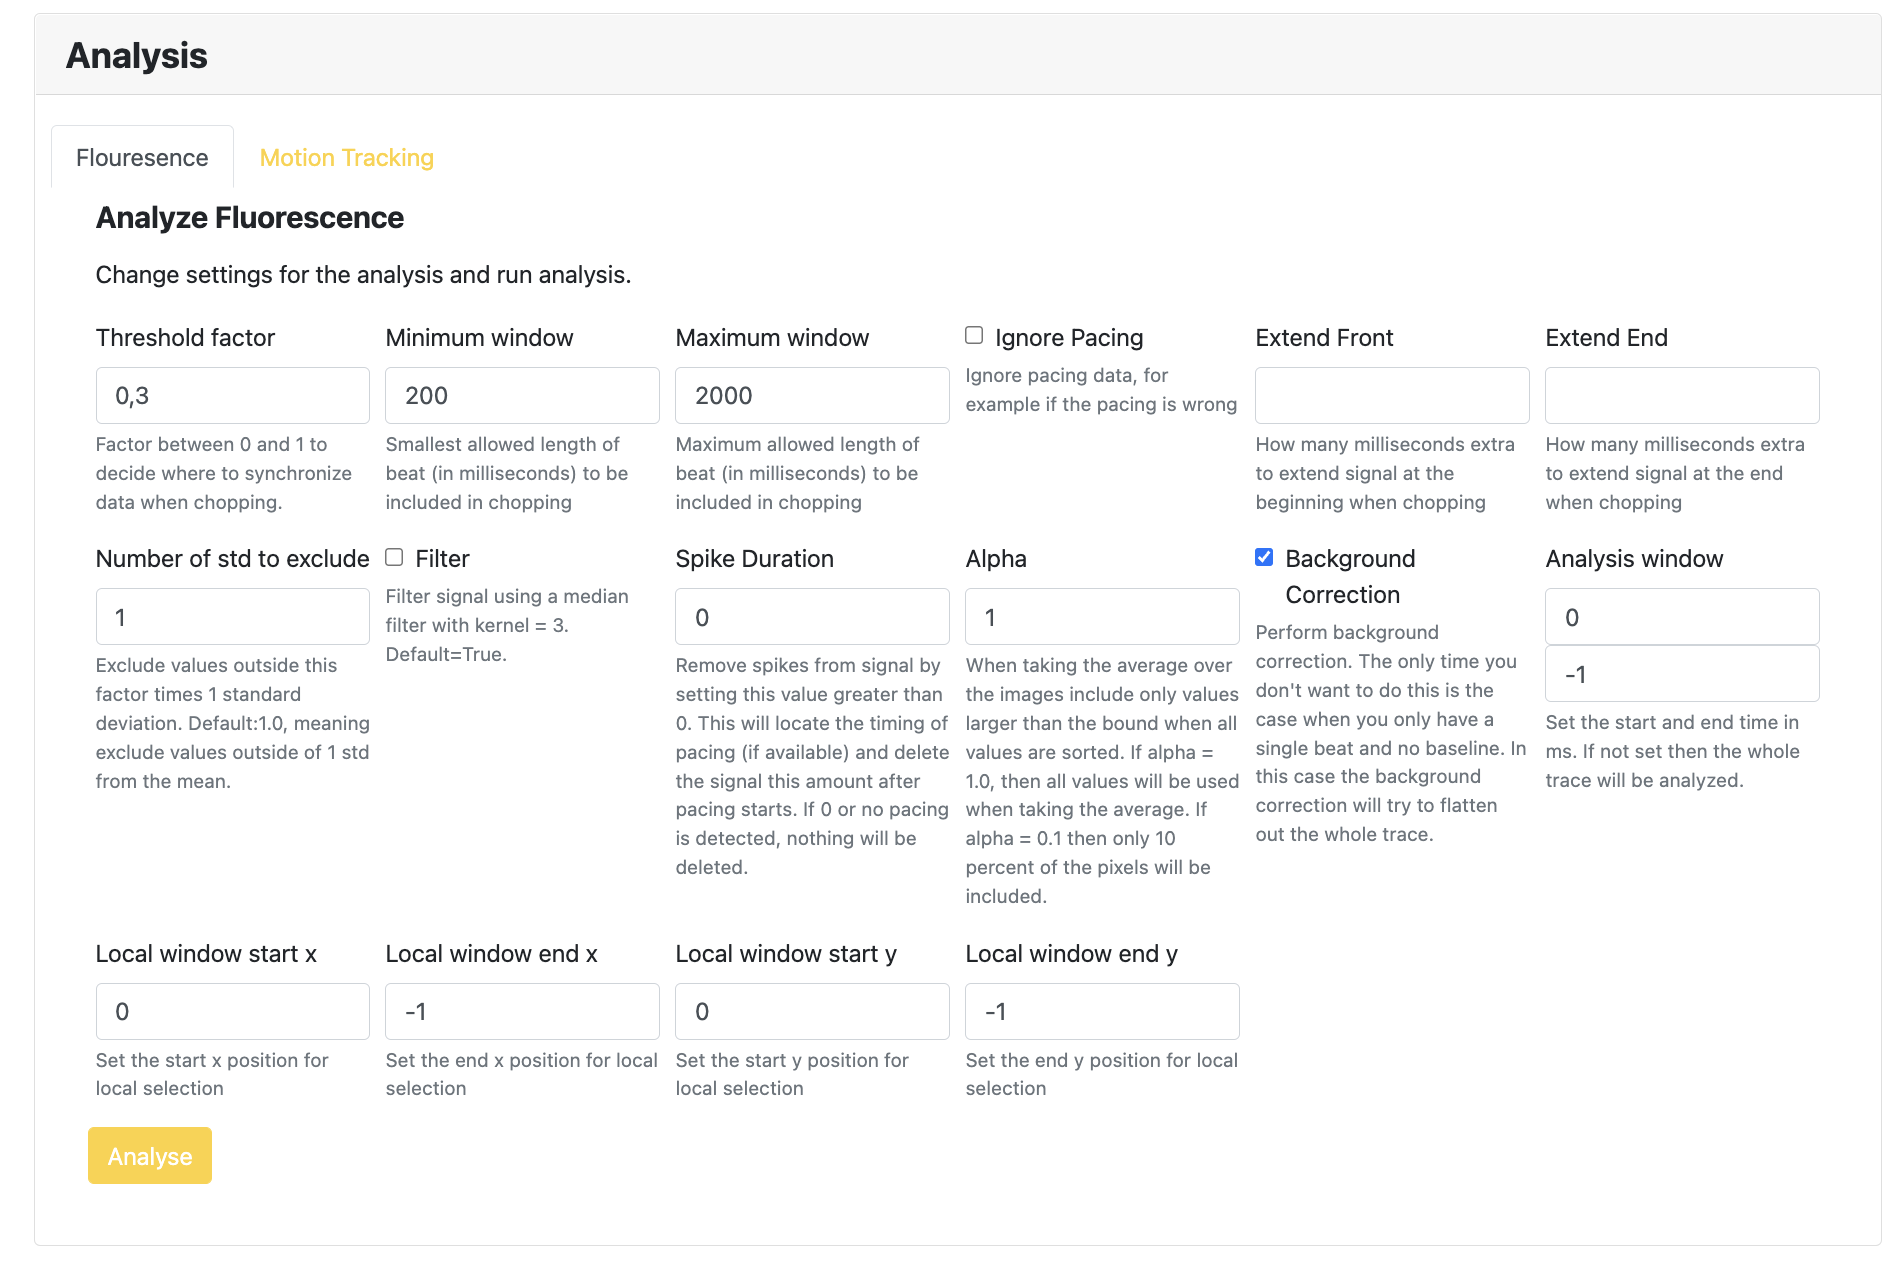 Analysis
Flouresence
Motion Tracking
Analyze Fluorescence
Change settings for the analysis and run analysis.
Threshold factor
0,3
Factor between 0 and 1 to
decide where to synchronize
data when chopping.
Minimum window
200
Smallest allowed length of
beat (in milliseconds) to be
included in chopping
Maximum window
2000
Maximum allowed length of
beat (in milliseconds) to be
included in chopping
Ignore Pacing
Ignore pacing data, for
example if the pacing is wrong
Extend Front
How many milliseconds extra
to extend signal at the
beginning when chopping
Extend End
How many milliseconds extra
to extend signal at the end
when chopping
Number of std to exclude
1
Exclude values outside this
factor times 1 standard
deviation. Default:1.0, meaning
exclude values outside of 1 std
from the mean.
Filter
Filter signal using a median
filter with kernel = 3.
Default=True.
Spike Duration
0
Remove spikes from signal by
setting this value greater than
0. This will locate the timing of
pacing (if available) and delete
the signal this amount after
pacing starts. If 0 or no pacing
is detected, nothing will be
deleted.
Alpha
1
When taking the average over
the images include only values
larger than the bound when all
values are sorted. If alpha =
1.0, then all values will be used
when taking the average. If
alpha = 0.1 then only 10
percent of the pixels will be
included.
Background
Correction
Perform background
correction. The only time you
don't want to do this is the
case when you only have a
single beat and no baseline. In
this case the background
correction will try to flatten
out the whole trace.
Analysis window
0
-1
Set the start and end time in
ms. If not set then the whole
trace will be analyzed.
Local window start x
0
Set the start x position for
local selection
Local window end x
-1
Set the end x position for local
selection
Local window start y
0
Set the start y position for
local selection
Local window end y
-1
Set the end y position for local
selection
Analyse